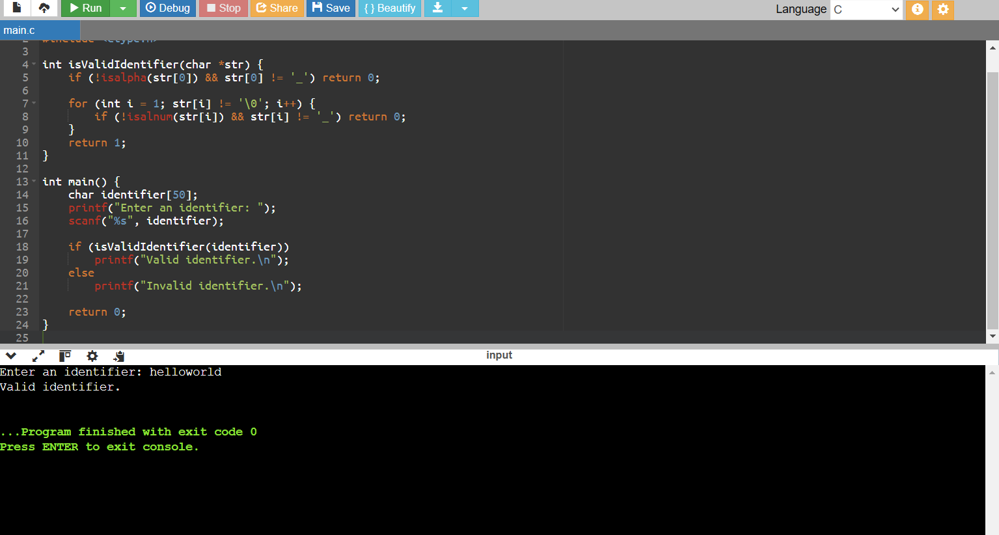 Run Debug Stop Share Save { } Beautify Language C
main.c
2 #include <ctype.h>
3
4 int isValidIdentifier(char *str) {
5     if (!isalpha(str[0]) && str[0] != '_') return 0;
6
7     for (int i = 1; str[i] != '\0'; i++) {
8         if (!isalnum(str[i]) && str[i] != '_') return 0;
9     }
10     return 1;
11 }
12
13 int main() {
14     char identifier[50];
15     printf("Enter an identifier: ");
16     scanf("%s", identifier);
17
18     if (isValidIdentifier(identifier))
19         printf("Valid identifier.\n");
20     else
21         printf("Invalid identifier.\n");
22
23     return 0;
24 }
25
input
Enter an identifier: helloworld
Valid identifier.
...Program finished with exit code 0
Press ENTER to exit console.